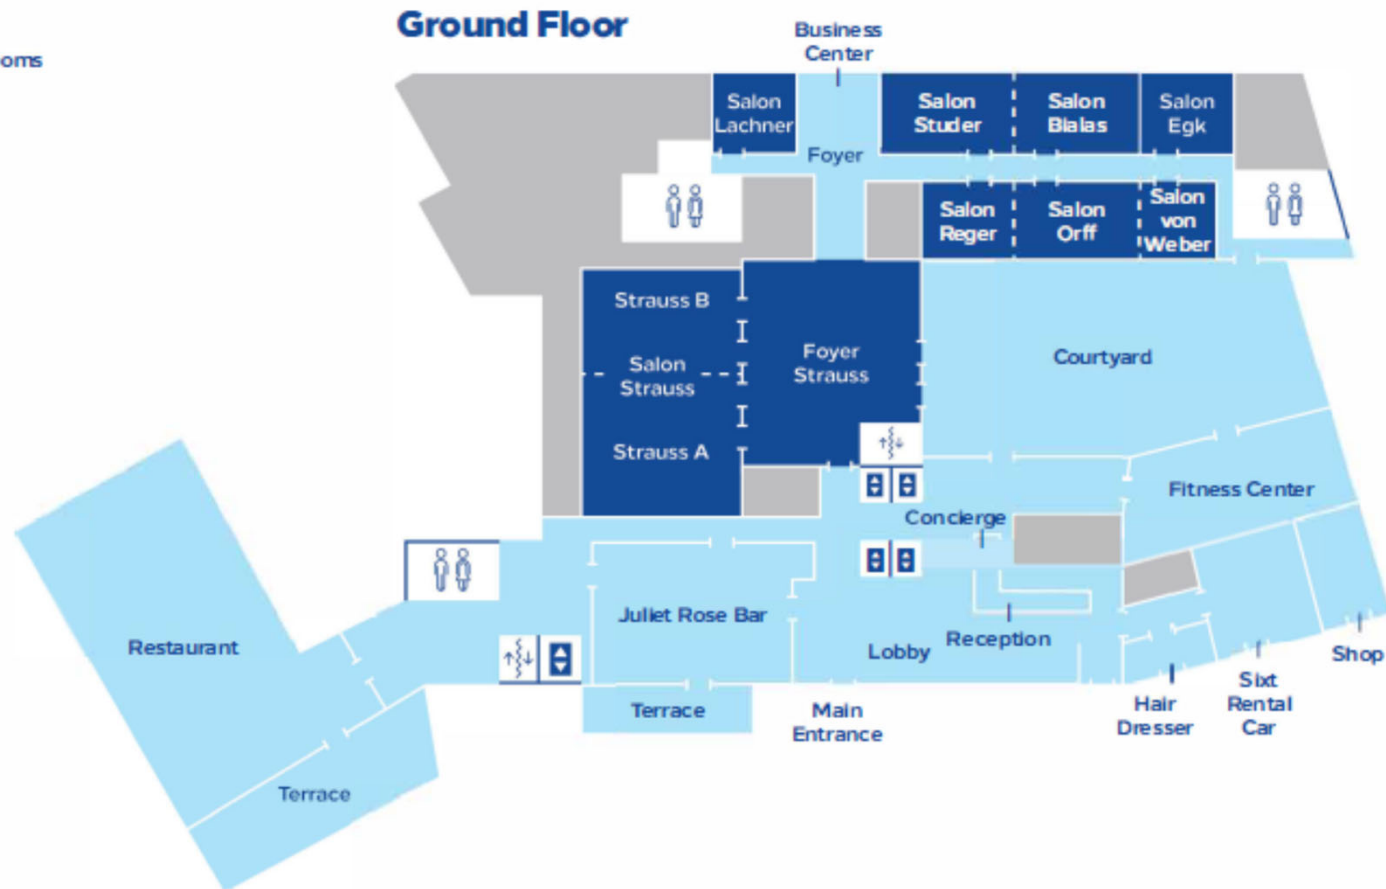 Ground Floor
oms
Business
Center
Salon
Lachner
Foyer
Salon
Studer
Salon
Bialas
Salon
Egk
Salon
Reger
Salon
Orff
Salon
von
Weber
Strauss B
Salon
Strauss
Strauss A
Foyer
Strauss
Courtyard
Fitness Center
Concierge
Juliet Rose Bar
Restaurant
Reception
Lobby
Shop
Terrace
Main
Entrance
Hair
Dresser
Sixt
Rental
Car
Terrace